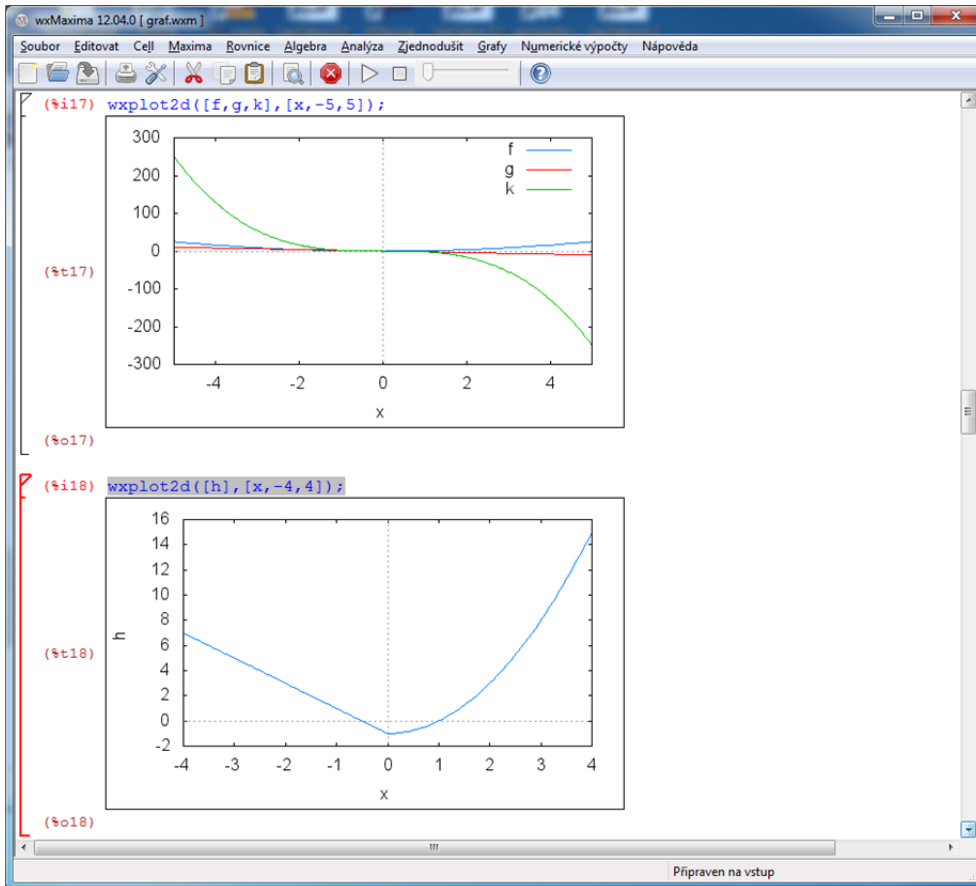 wxMaxima 12.04.0 [ graf.wxm ]
Soubor Editovat Cell Maxima Rovnice Algebra Analýza Zjednodušit Grafy Numerické výpočty Nápověda
(%i17) wxplot2d([f,g,k],[x,-5,5]);
300
f
200
g
k
100
0
(%t17)
-100
-200
-300
-4 -2 0 2 4
x
(%o17)
(%i18) wxplot2d([h],[x,-4,4]);
16
14
12
10
8
6
h
(%t18)
4
2
0
-2
-4 -3 -2 -1 0 1 2 3 4
x
(%o18)
Připraven na vstup